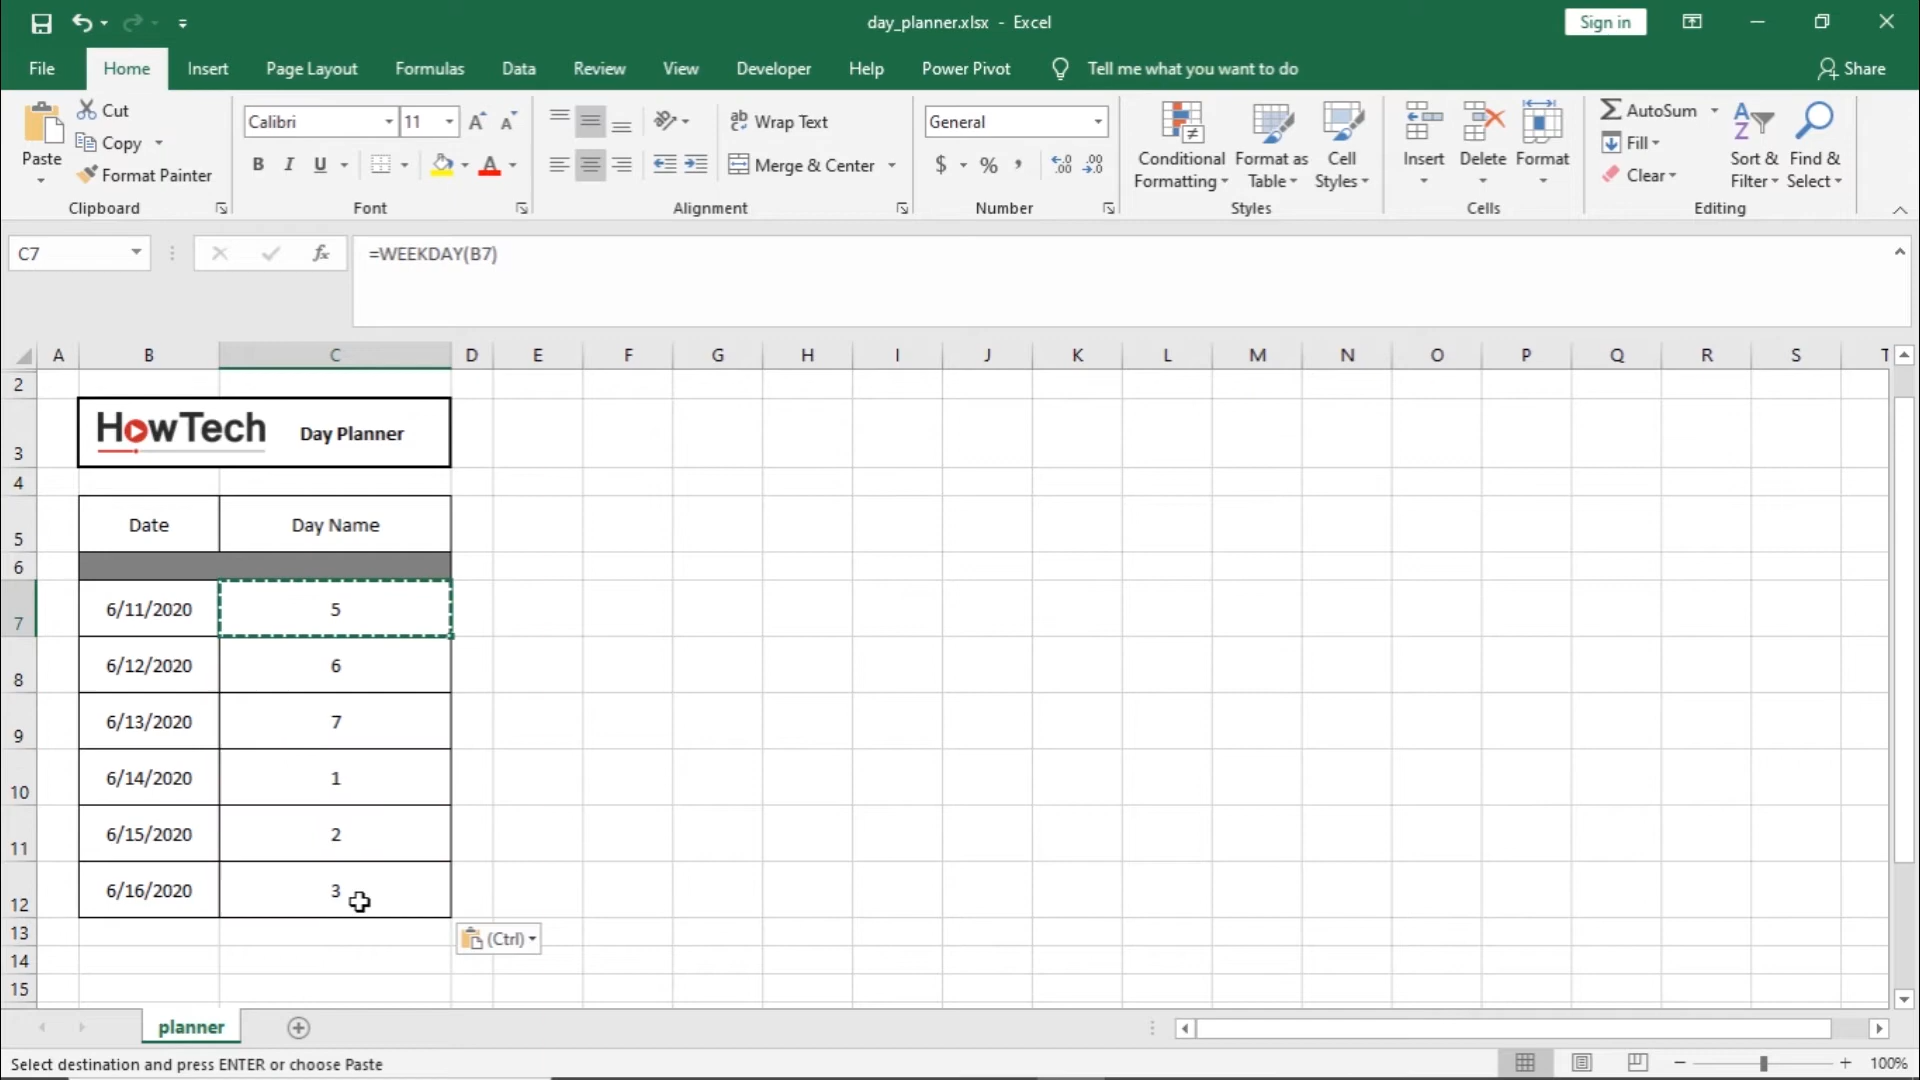 day_planner.xlsx - Excel
Sign in
File Home Insert Page Layout Formulas Data Review View Developer Help Power Pivot Tell me what you want to do Share
Paste
Cut
Copy
Format Painter
Clipboard
Calibri 11
B I U
Font
Wrap Text
Merge & Center
Alignment
General
$ % ,
Number
Conditional Formatting
Format as Table
Cell Styles
Styles
Insert
Delete
Format
Cells
AutoSum
Fill
Clear
Sort & Filter
Find & Select
Editing
C7 fx =WEEKDAY(B7)
A B C D E F G H I J K L M N O P Q R S T
2
3 HowTech Day Planner
4
5 Date Day Name
6
7 6/11/2020 5
8 6/12/2020 6
9 6/13/2020 7
10 6/14/2020 1
11 6/15/2020 2
12 6/16/2020 3
13 (Ctrl)
14
15
planner
Select destination and press ENTER or choose Paste
100%